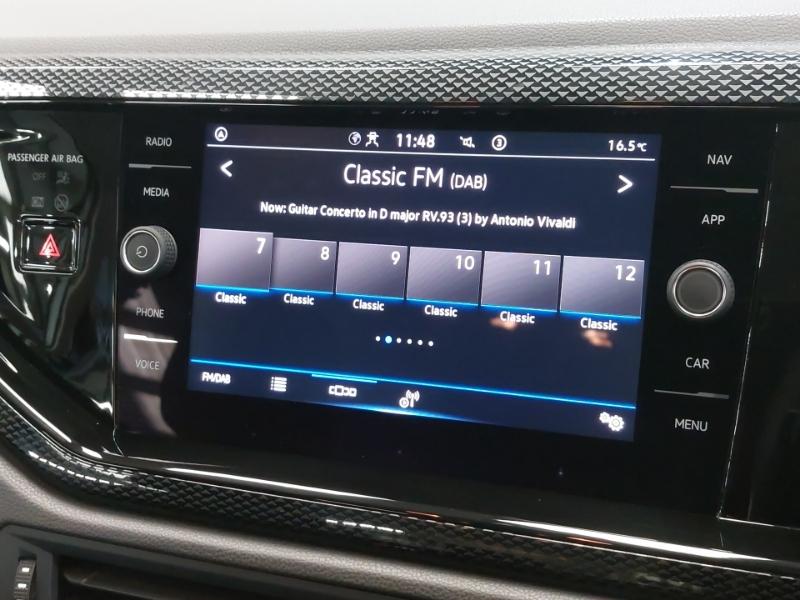 PASSENGER AIR BAG
OFF
RADIO
MEDIA
PHONE
VOICE
A
11:48
3
16.5°C
< Classic FM (DAB) >
Now: Guitar Concerto in D major RV.93 (3) by Antonio Vivaldi
7 8 9 10 11 12
Classic Classic Classic Classic Classic Classic
FM/DAB
NAV
APP
CAR
MENU